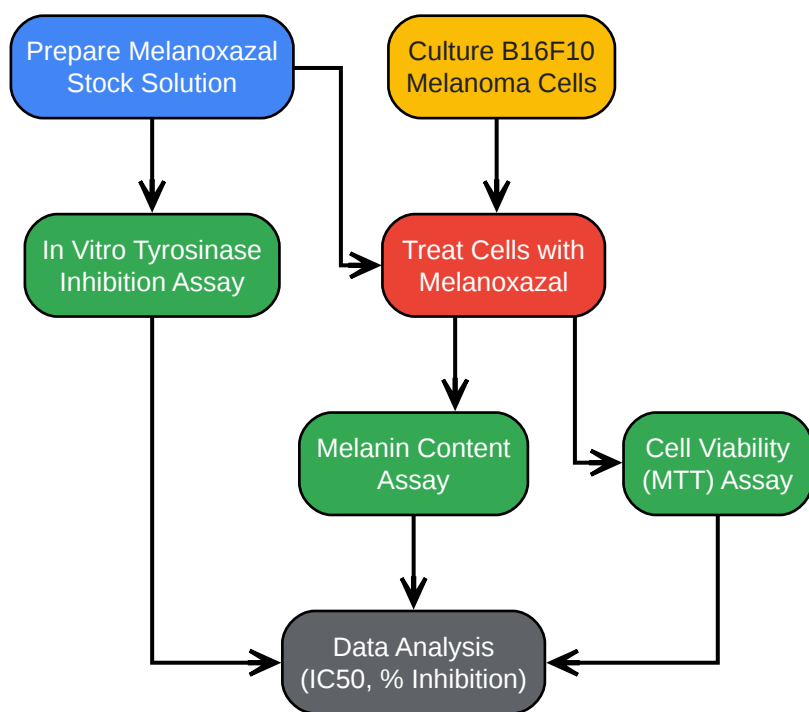 Prepare Melanoxazal
Stock Solution
Culture B16F10
Melanoma Cells
In Vitro Tyrosinase
Inhibition Assay
Treat Cells with
Melanoxazal
Melanin Content
Assay
Cell Viability
(MTT) Assay
Data Analysis
(IC50, % Inhibition)